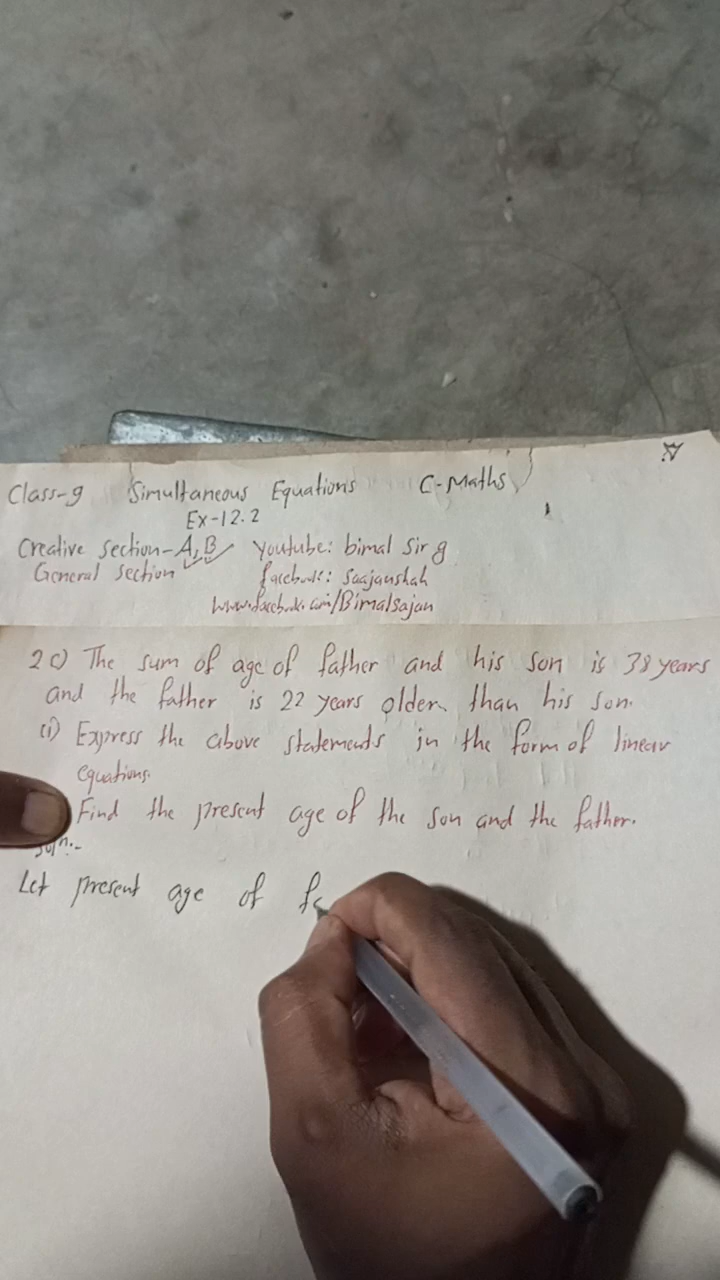 Class-9 Simultaneous Equations C-Maths
Ex-12.2
Creative section-A,B Youtube: bimal Sir g
General section facebook: Saajanshah
www.facebook.com/Bimalsajan
2c) The sum of age of father and his son is 38 years
and the father is 22 years older than his son.
(i) Express the above statements in the form of linear
equations.
Find the present age of the son and the father.
Soln:-
Let present age of fa